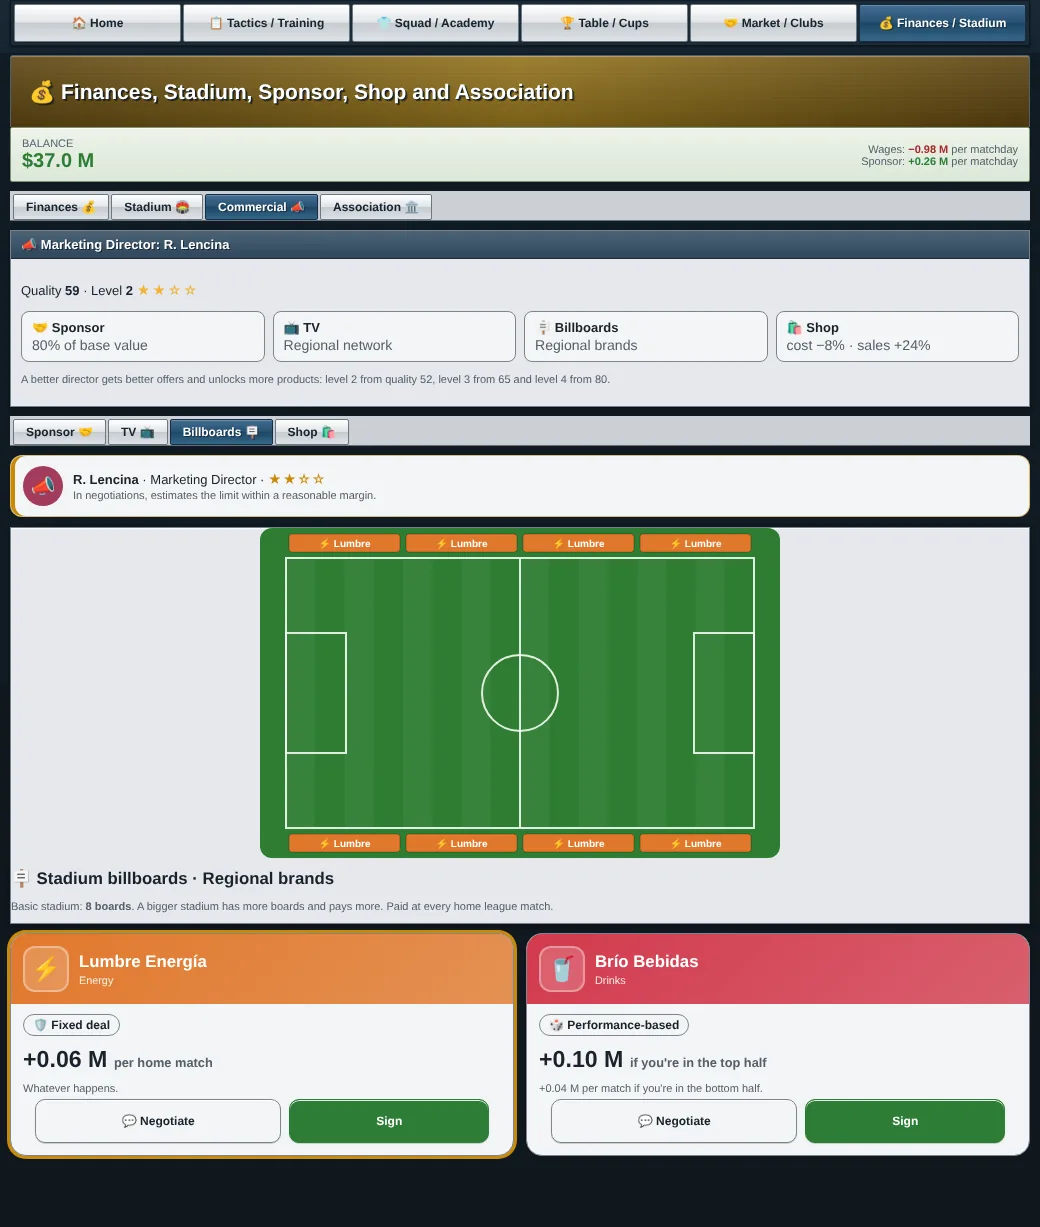 🏠 Home
📋 Tactics / Training
👕 Squad / Academy
🏆 Table / Cups
🤝 Market / Clubs
💰 Finances / Stadium
💰 Finances, Stadium, Sponsor, Shop and Association
BALANCE
$37.0 M
Wages: −0.98 M per matchday
Sponsor: +0.26 M per matchday
Finances 💰
Stadium 🏟️
Commercial 📣
Association 🏛️
📣 Marketing Director: R. Lencina
Quality 59 · Level 2 ★ ★ ☆ ☆
🤝 Sponsor
80% of base value
📺 TV
Regional network
🪧 Billboards
Regional brands
🛍️ Shop
cost −8% · sales +24%
A better director gets better offers and unlocks more products: level 2 from quality 52, level 3 from 65 and level 4 from 80.
Sponsor 🤝
TV 📺
Billboards 🪧
Shop 🛍️
R. Lencina · Marketing Director · ★★☆☆
In negotiations, estimates the limit within a reasonable margin.
⚡ Lumbre
⚡ Lumbre
⚡ Lumbre
⚡ Lumbre
⚡ Lumbre
⚡ Lumbre
⚡ Lumbre
⚡ Lumbre
🪧 Stadium billboards · Regional brands
Basic stadium: 8 boards. A bigger stadium has more boards and pays more. Paid at every home league match.
Lumbre Energía
Energy
🛡️ Fixed deal
+0.06 M per home match
Whatever happens.
💬 Negotiate
Sign
Brío Bebidas
Drinks
🎲 Performance-based
+0.10 M if you're in the top half
+0.04 M per match if you're in the bottom half.
💬 Negotiate
Sign